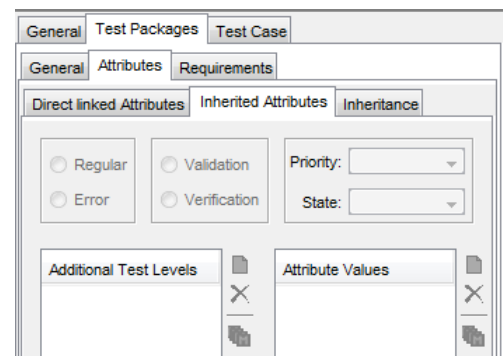 General Test Packages Test Case
General Attributes Requirements
Direct linked Attributes Inherited Attributes Inheritance
Regular Validation Priority:
Error Verification State:
Additional Test Levels Attribute Values